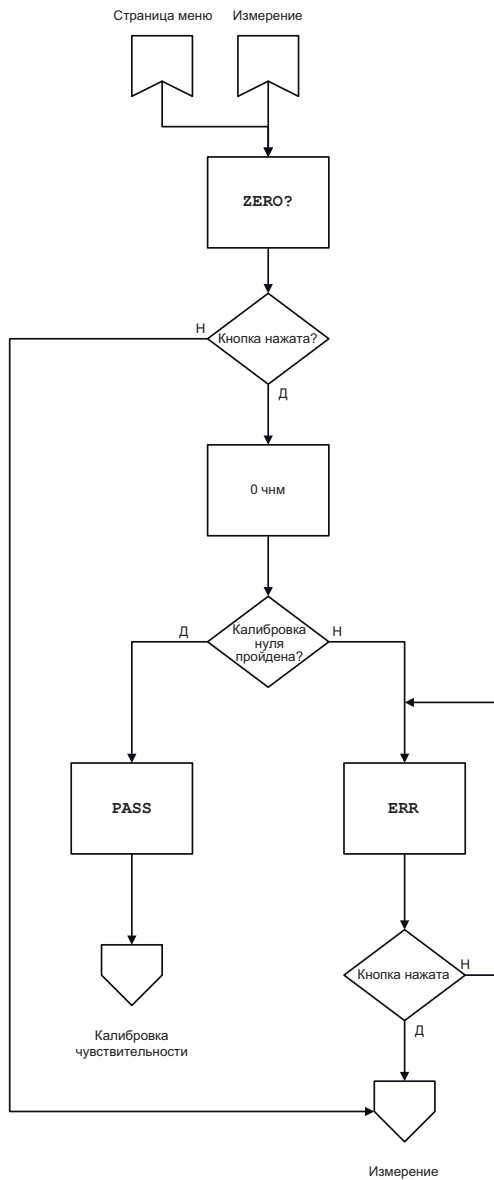 Страница меню
Измерение
ZERO?
Н
Кнопка нажата?
Д
0 чнм
Д
Калибровка
нуля
пройдена?
Н
PASS
ERR
Кнопка нажата
Н
Д
Калибровка
чувствительности
Измерение